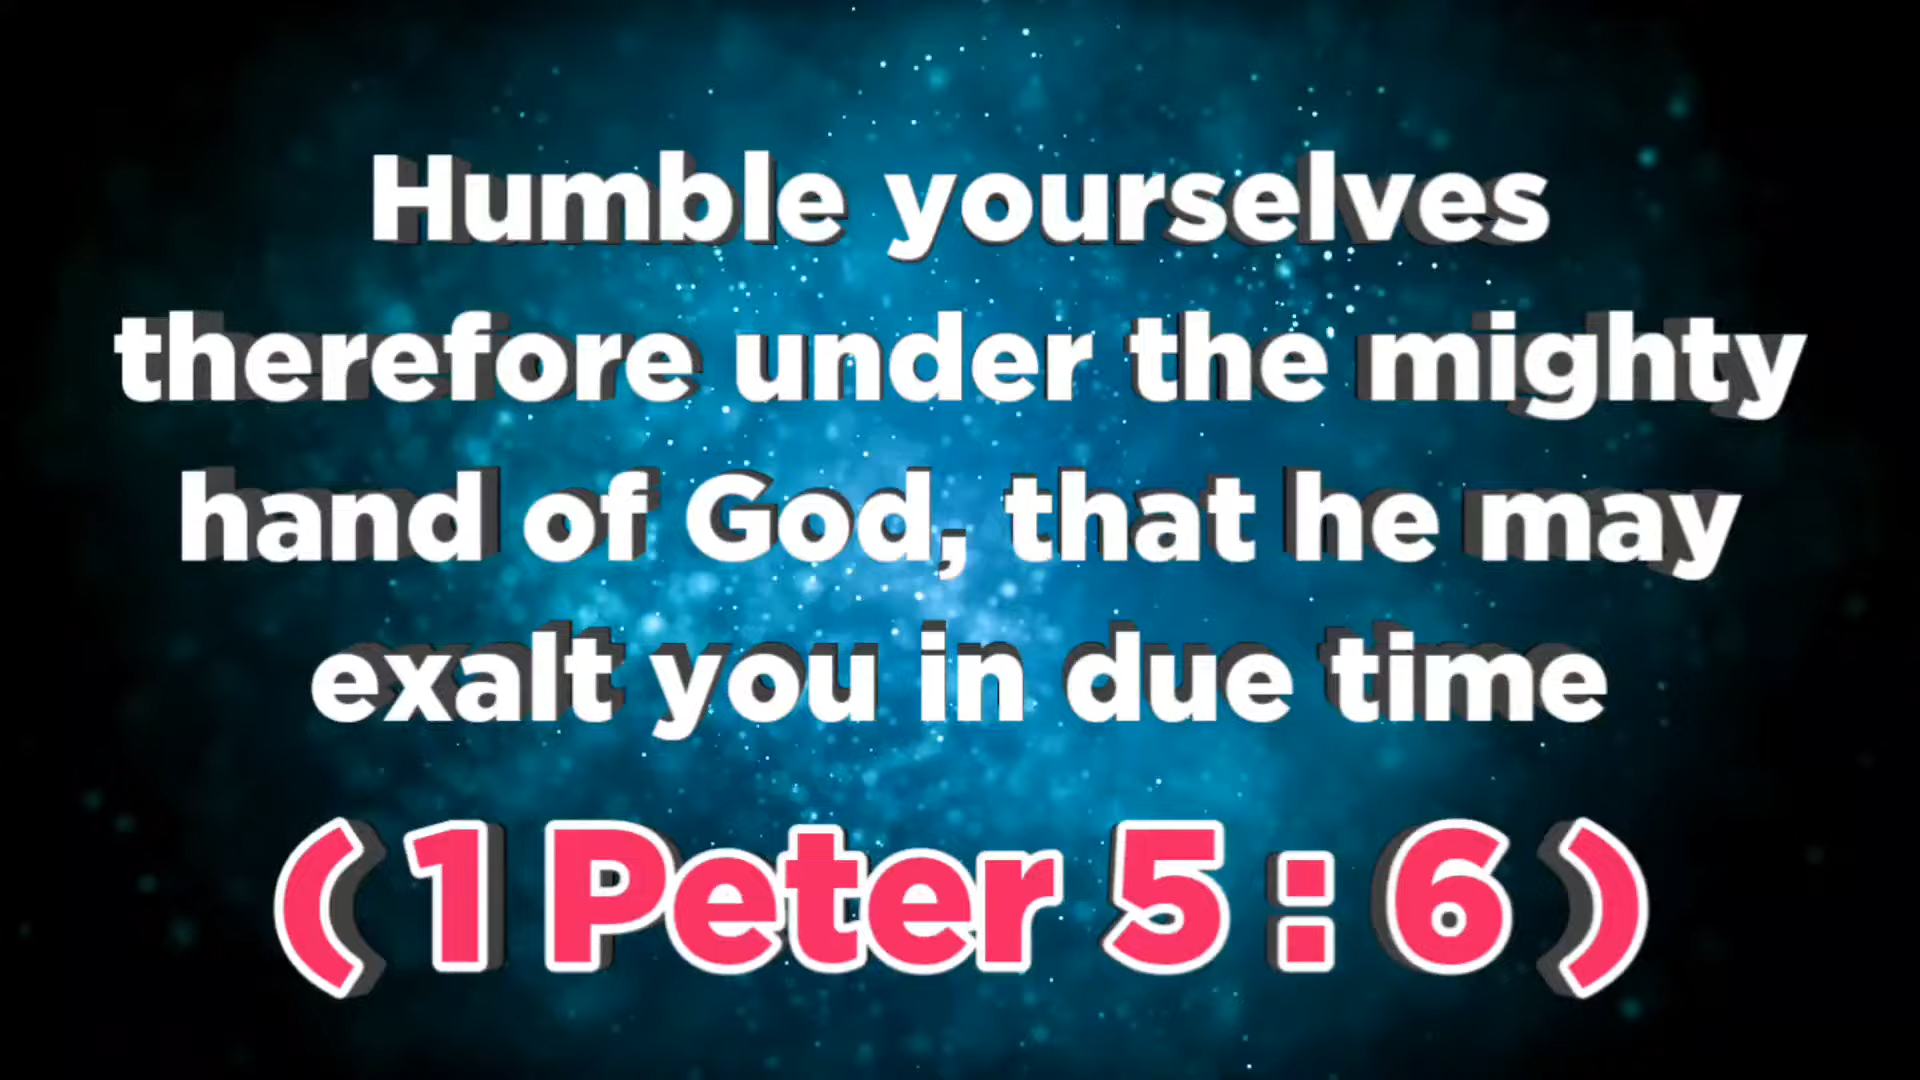 Humble yourselves
therefore under the mighty
hand of God, that he may
exalt you in due time
( 1 Peter 5 : 6 )